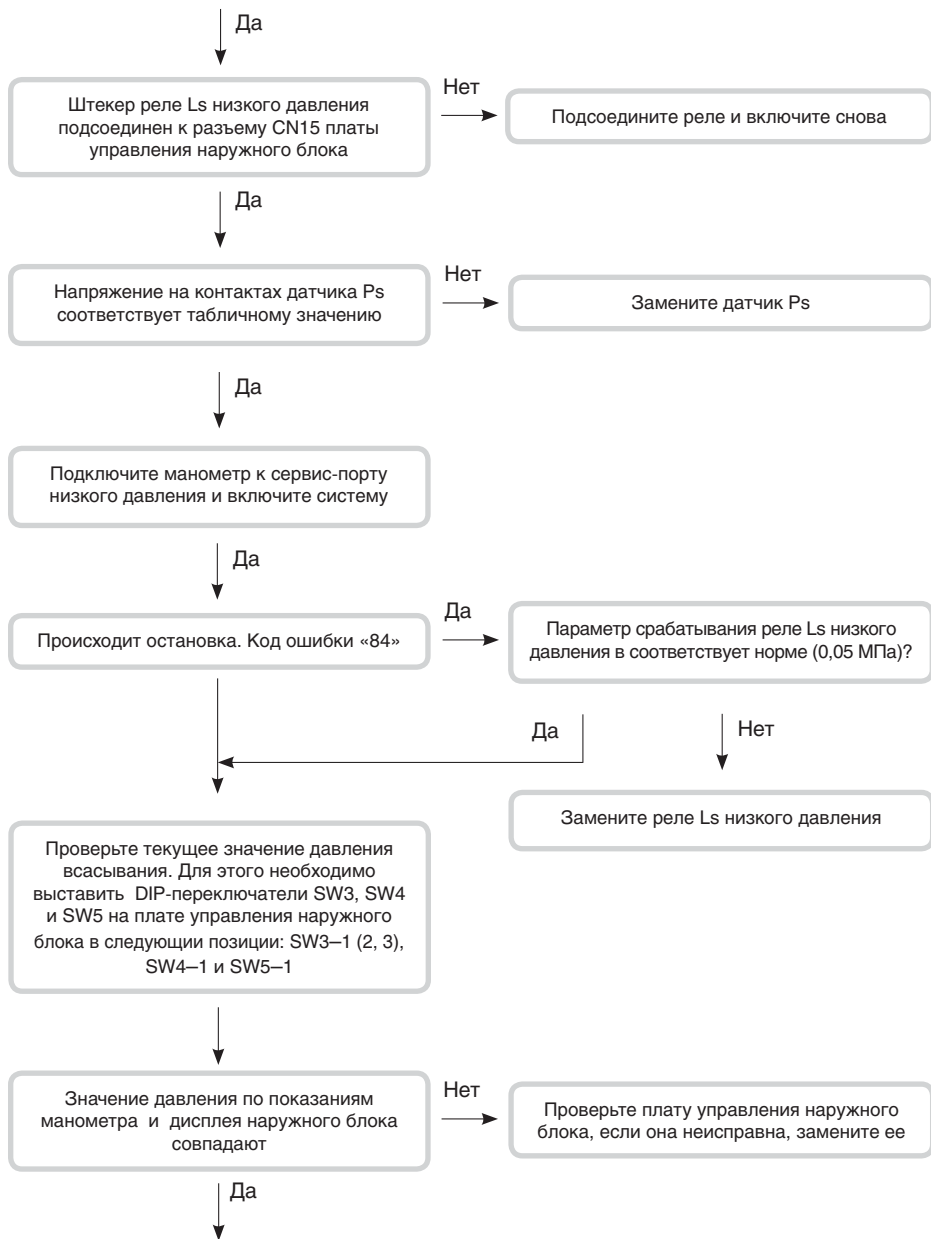 Да
Штекер реле Ls низкого давления
подсоединен к разъему CN15 платы
управления наружного блока
Нет
Подсоедините реле и включите снова
Да
Напряжение на контактах датчика Ps
соответствует табличному значению
Нет
Замените датчик Ps
Да
Подключите манометр к сервис-порту
низкого давления и включите систему
Да
Происходит остановка. Код ошибки «84»
Да
Параметр срабатывания реле Ls низкого
давления в соответствует норме (0,05 МПа)?
Да
Нет
Замените реле Ls низкого давления
Проверьте текущее значение давления
всасывания. Для этого необходимо
выставить DIP-переключатели SW3, SW4
и SW5 на плате управления наружного
блока в следующии позиции: SW3–1 (2, 3),
SW4–1 и SW5–1
Значение давления по показаниям
манометра и дисплея наружного блока
совпадают
Нет
Проверьте плату управления наружного
блока, если она неисправна, замените ее
Да